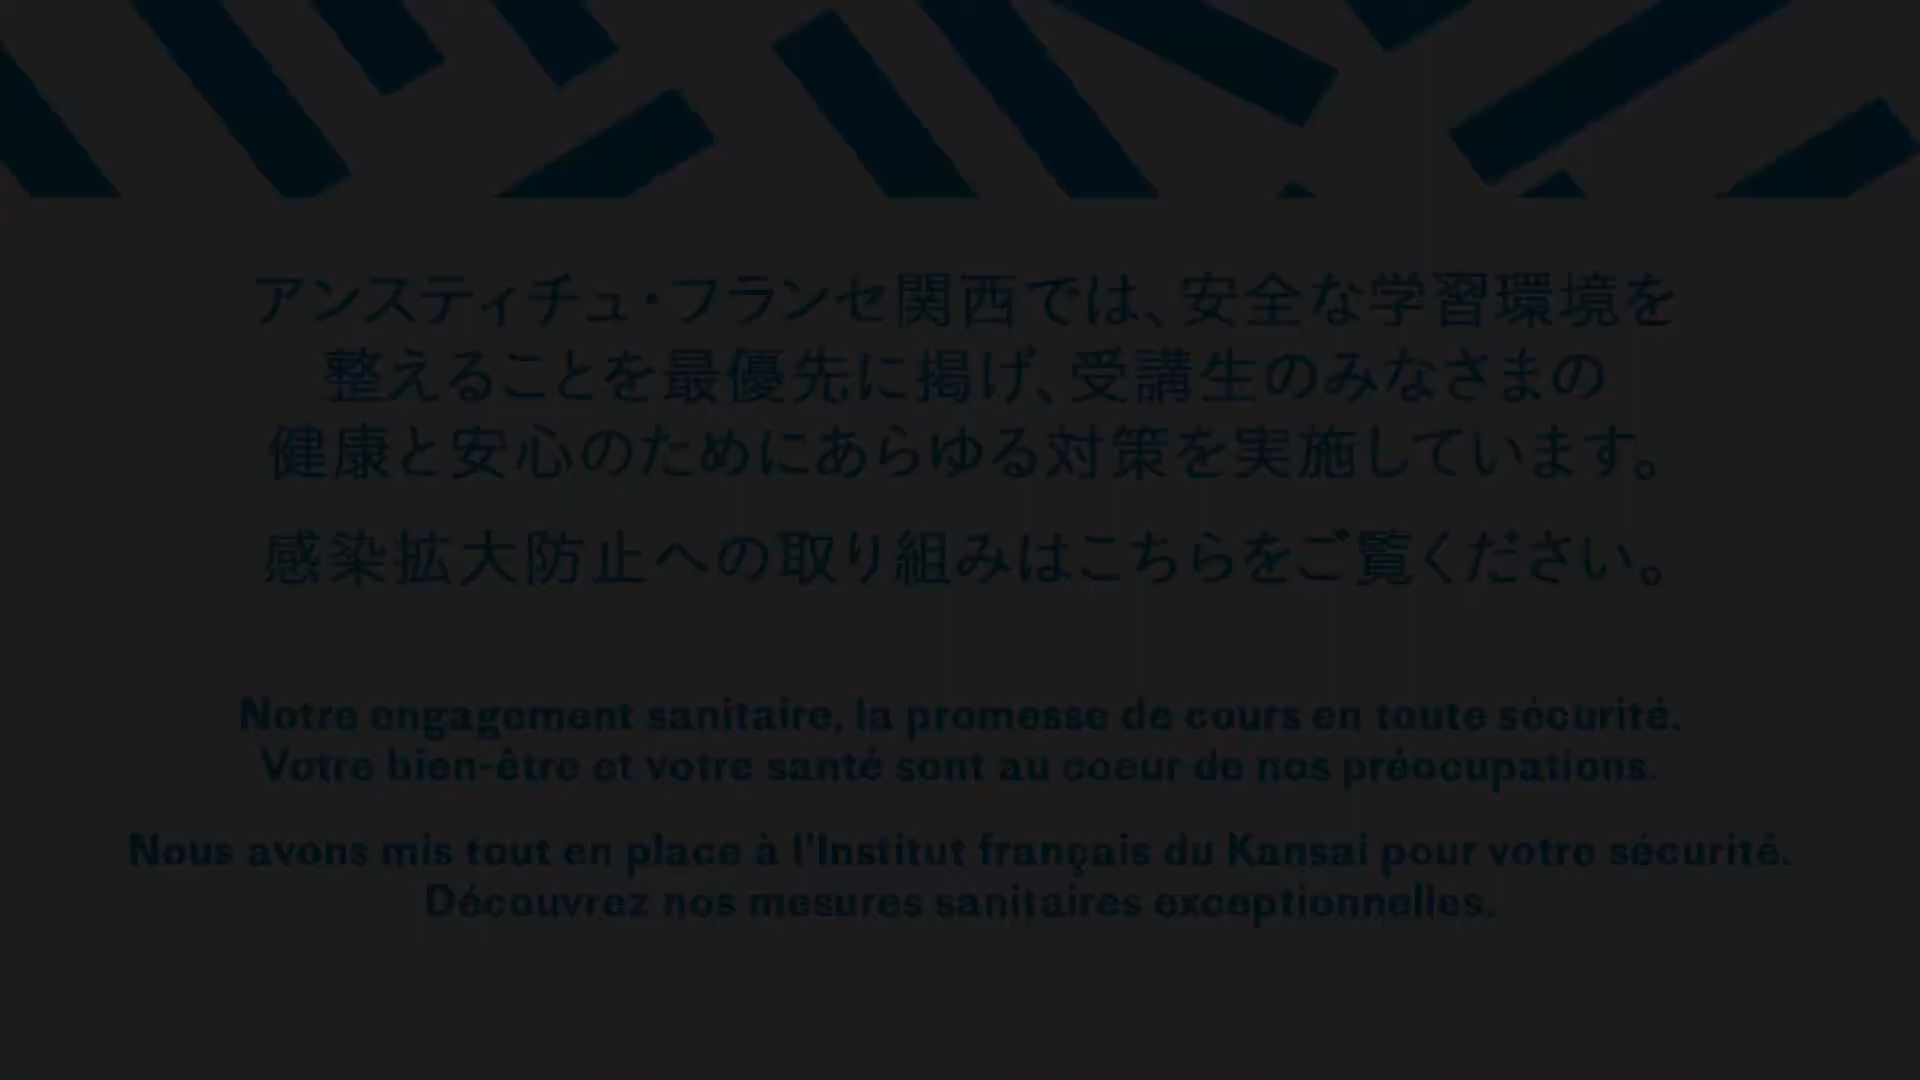 アンスティチュ・フランセ関西では、安全な学習環境を
整えることを最優先に掲げ、受講生のみなさまの
健康と安心のためにあらゆる対策を実施しています。
感染拡大防止への取り組みはこちらをご覧ください。
Notre engagement sanitaire, la promesse de cours en toute sécurité.
Votre bien-être et votre santé sont au coeur de nos préocupations.
Nous avons mis tout en place à l'Institut français du Kansai pour votre sécurité.
Découvrez nos mesures sanitaires exceptionnelles.